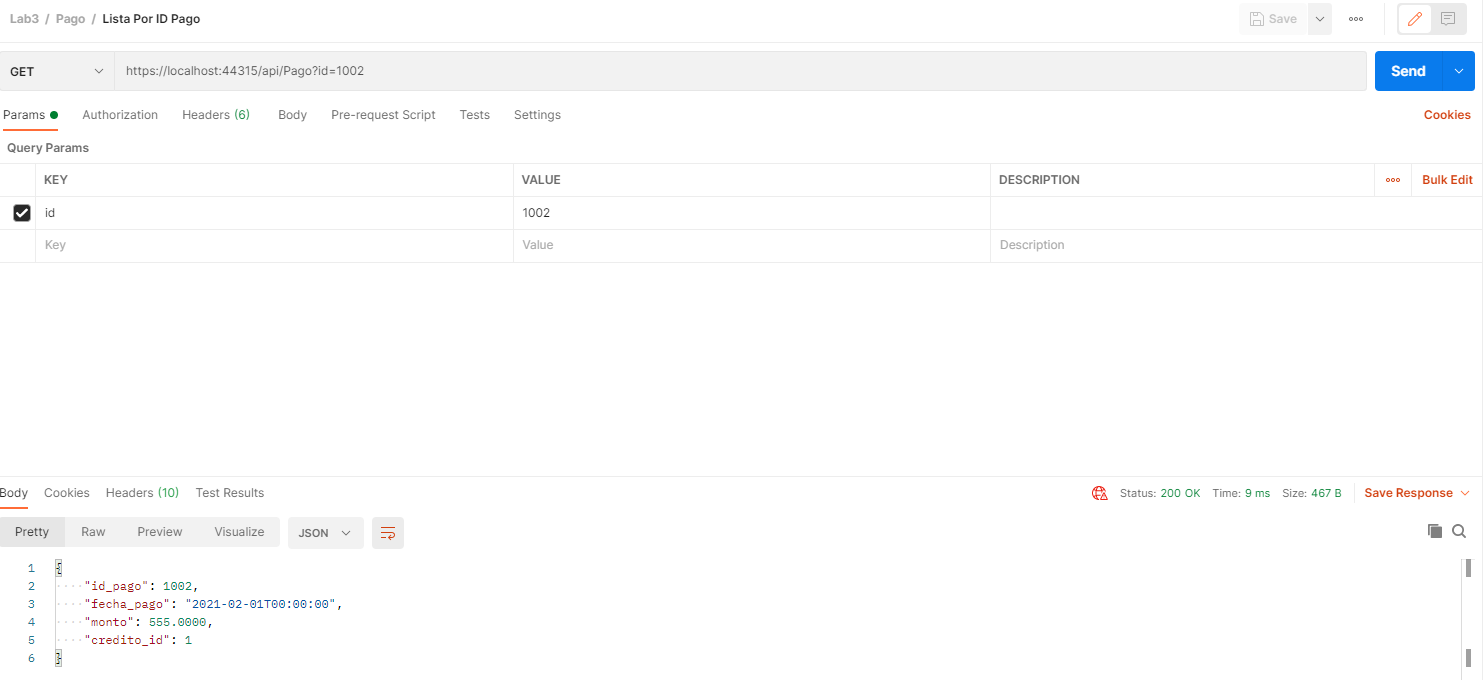 Lab3 / Pago / Lista Por ID Pago Save
GET https://localhost:44315/api/Pago?id=1002 Send
Params Authorization Headers (6) Body Pre-request Script Tests Settings Cookies
Query Params
KEY VALUE DESCRIPTION Bulk Edit
id 1002
Key Value Description
Body Cookies Headers (10) Test Results Status: 200 OK Time: 9 ms Size: 467 B Save Response
Pretty Raw Preview Visualize JSON
1 {
2 "id_pago": 1002,
3 "fecha_pago": "2021-02-01T00:00:00",
4 "monto": 555.0000,
5 "credito_id": 1
6 }